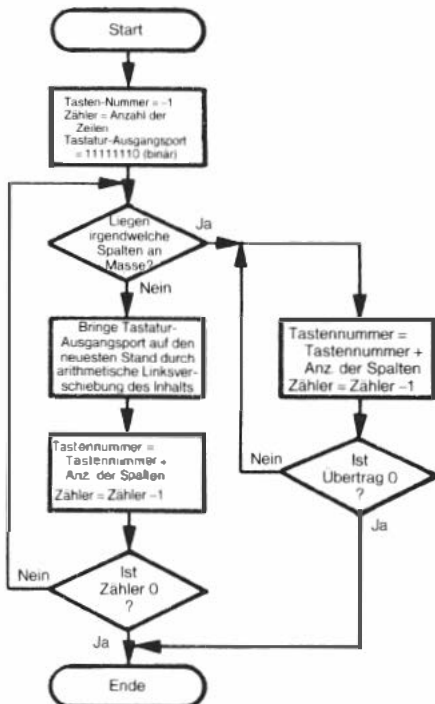 Start
Tasten-Nummer = -1
Zähler = Anzahl der
Zeilen
Tastatur-Ausgangsport
= 11111110 (binär)
Liegen
irgendwelche
Spalten an
Masse?
Ja
Nein
Bringe Tastatur-
Ausgangsport auf den
neuesten Stand durch
arithmetische Linksver-
schiebung des Inhalts
Tastennummer =
Tastennummer +
Anz. der Spalten
Zähler = Zähler -1
Nein
Ist
Zähler 0
?
Ja
Tastennummer =
Tastennummer +
Anz. der Spalten
Zähler = Zähler -1
Nein
Ist
Übertrag 0
?
Ja
Ende